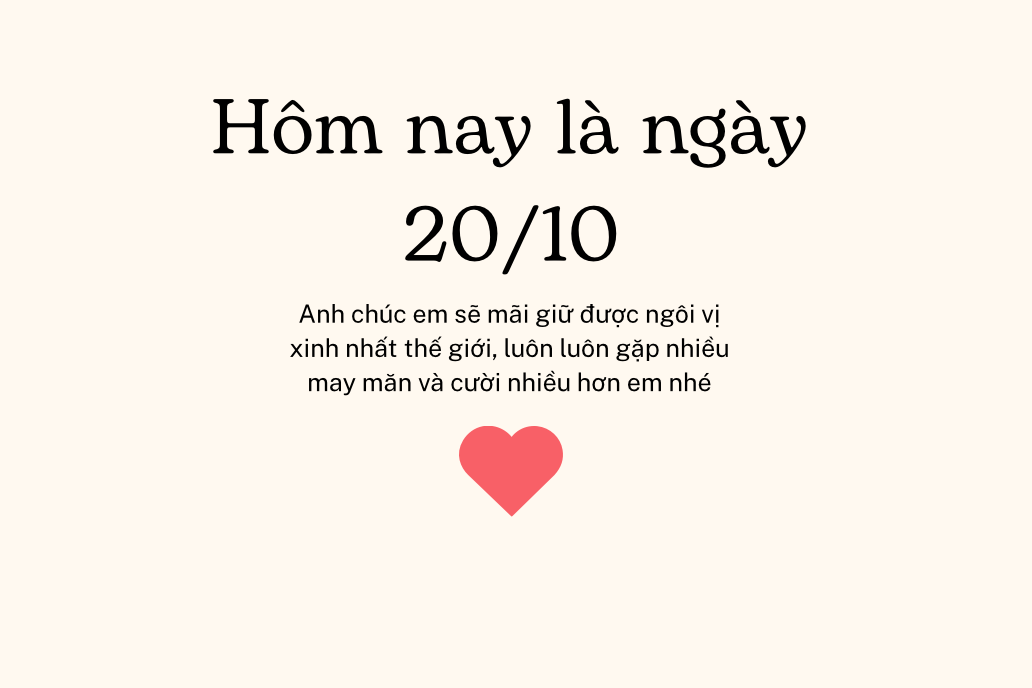 Hôm nay là ngày
20/10
Anh chúc em sẽ mãi giữ được ngôi vị
xinh nhất thế giới, luôn luôn gặp nhiều
may mắn và cười nhiều hơn em nhé